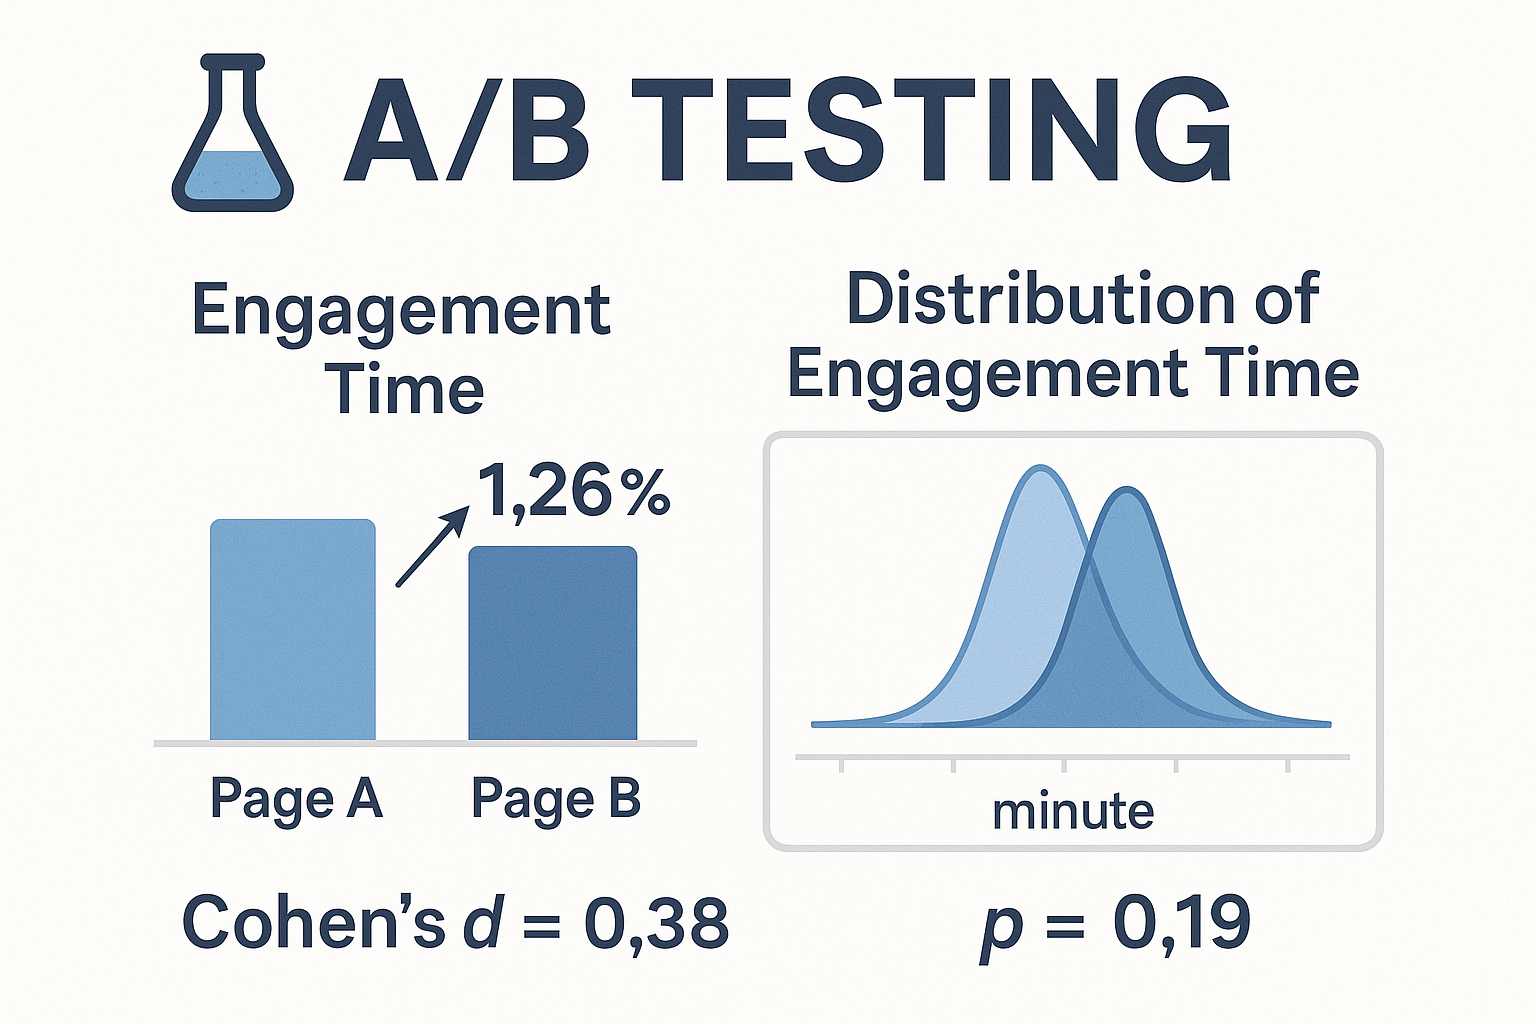 A/B TESTING
Engagement
Time
1,26%
Page A
Page B
Distribution of
Engagement Time
minute
Cohen’s d = 0,38
p = 0,19